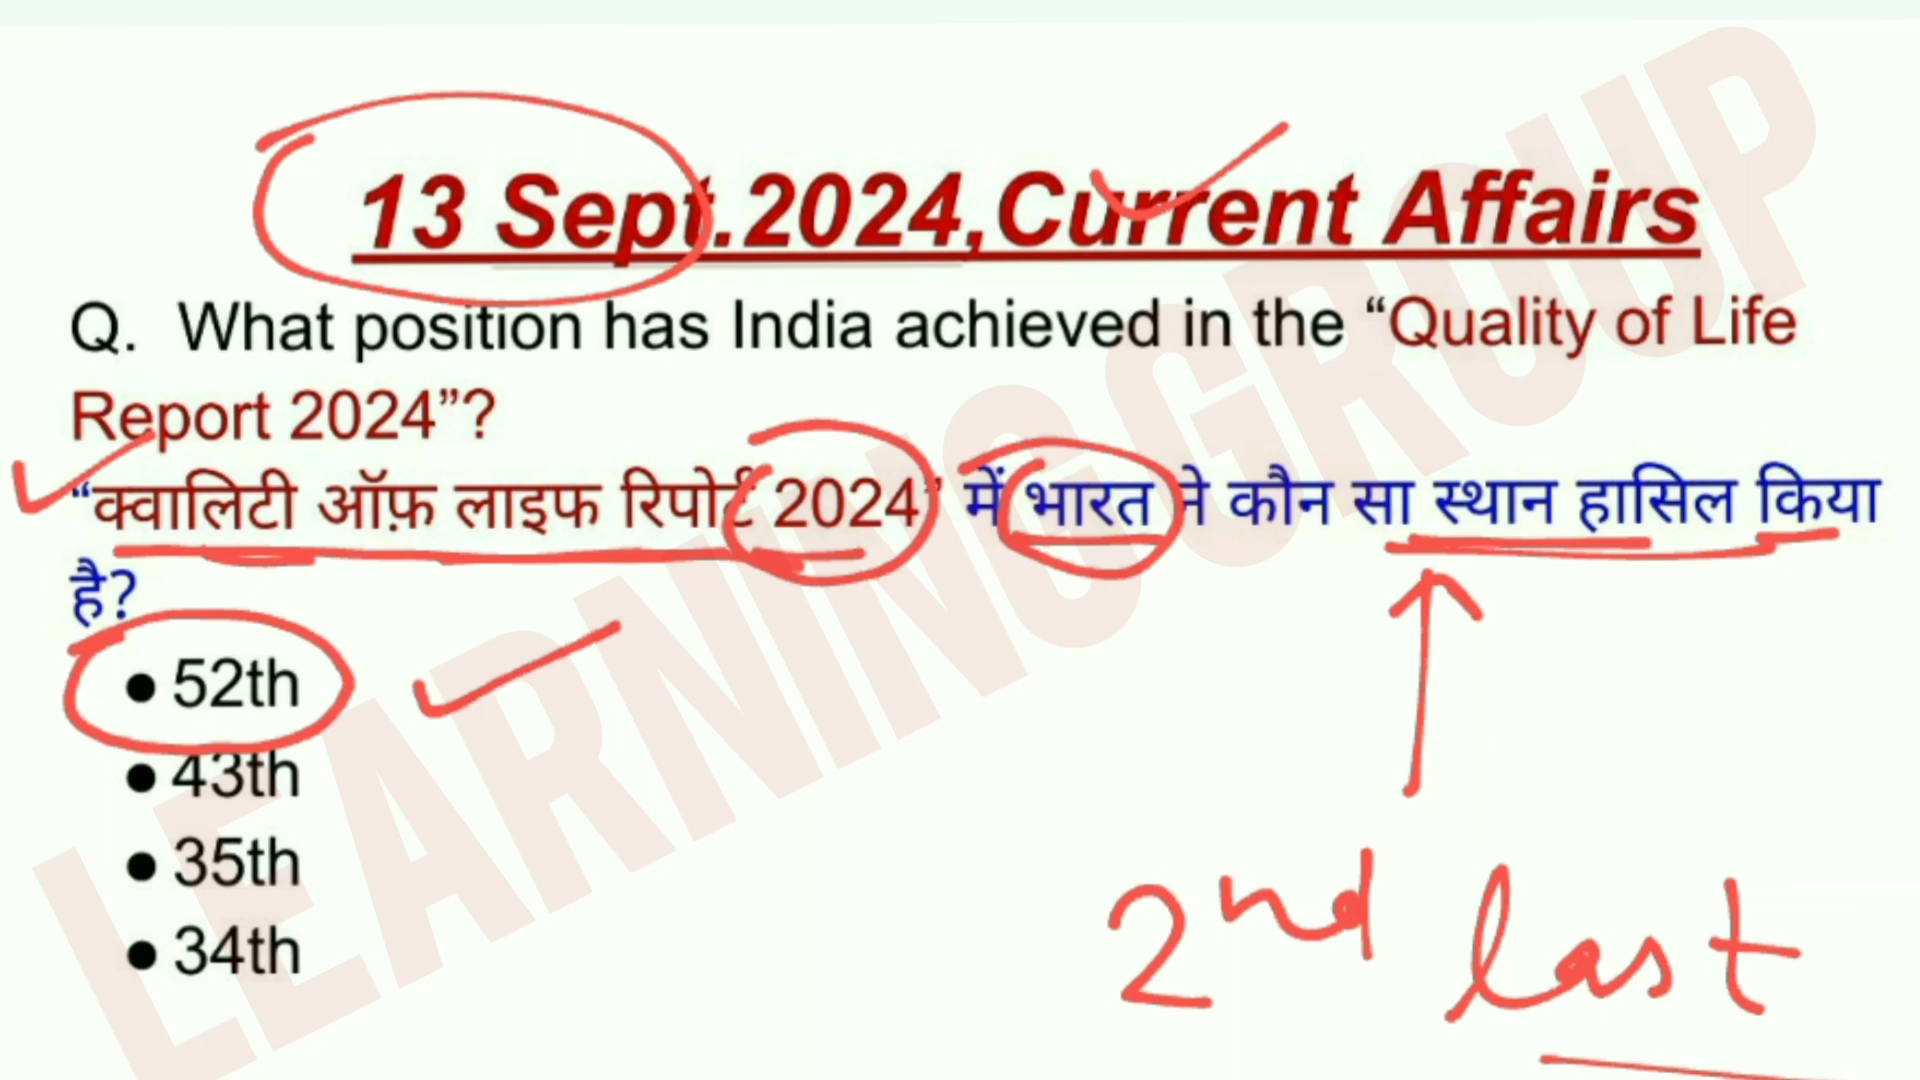 13 Sept.2024,Current Affairs
Q. What position has India achieved in the “Quality of Life
Report 2024”?
“क्वालिटी ऑफ़ लाइफ रिपोर्ट 2024” में भारत ने कौन सा स्थान हासिल किया
है?
● 52th
● 43th
● 35th
● 34th
2nd last
LEARNING GROUP